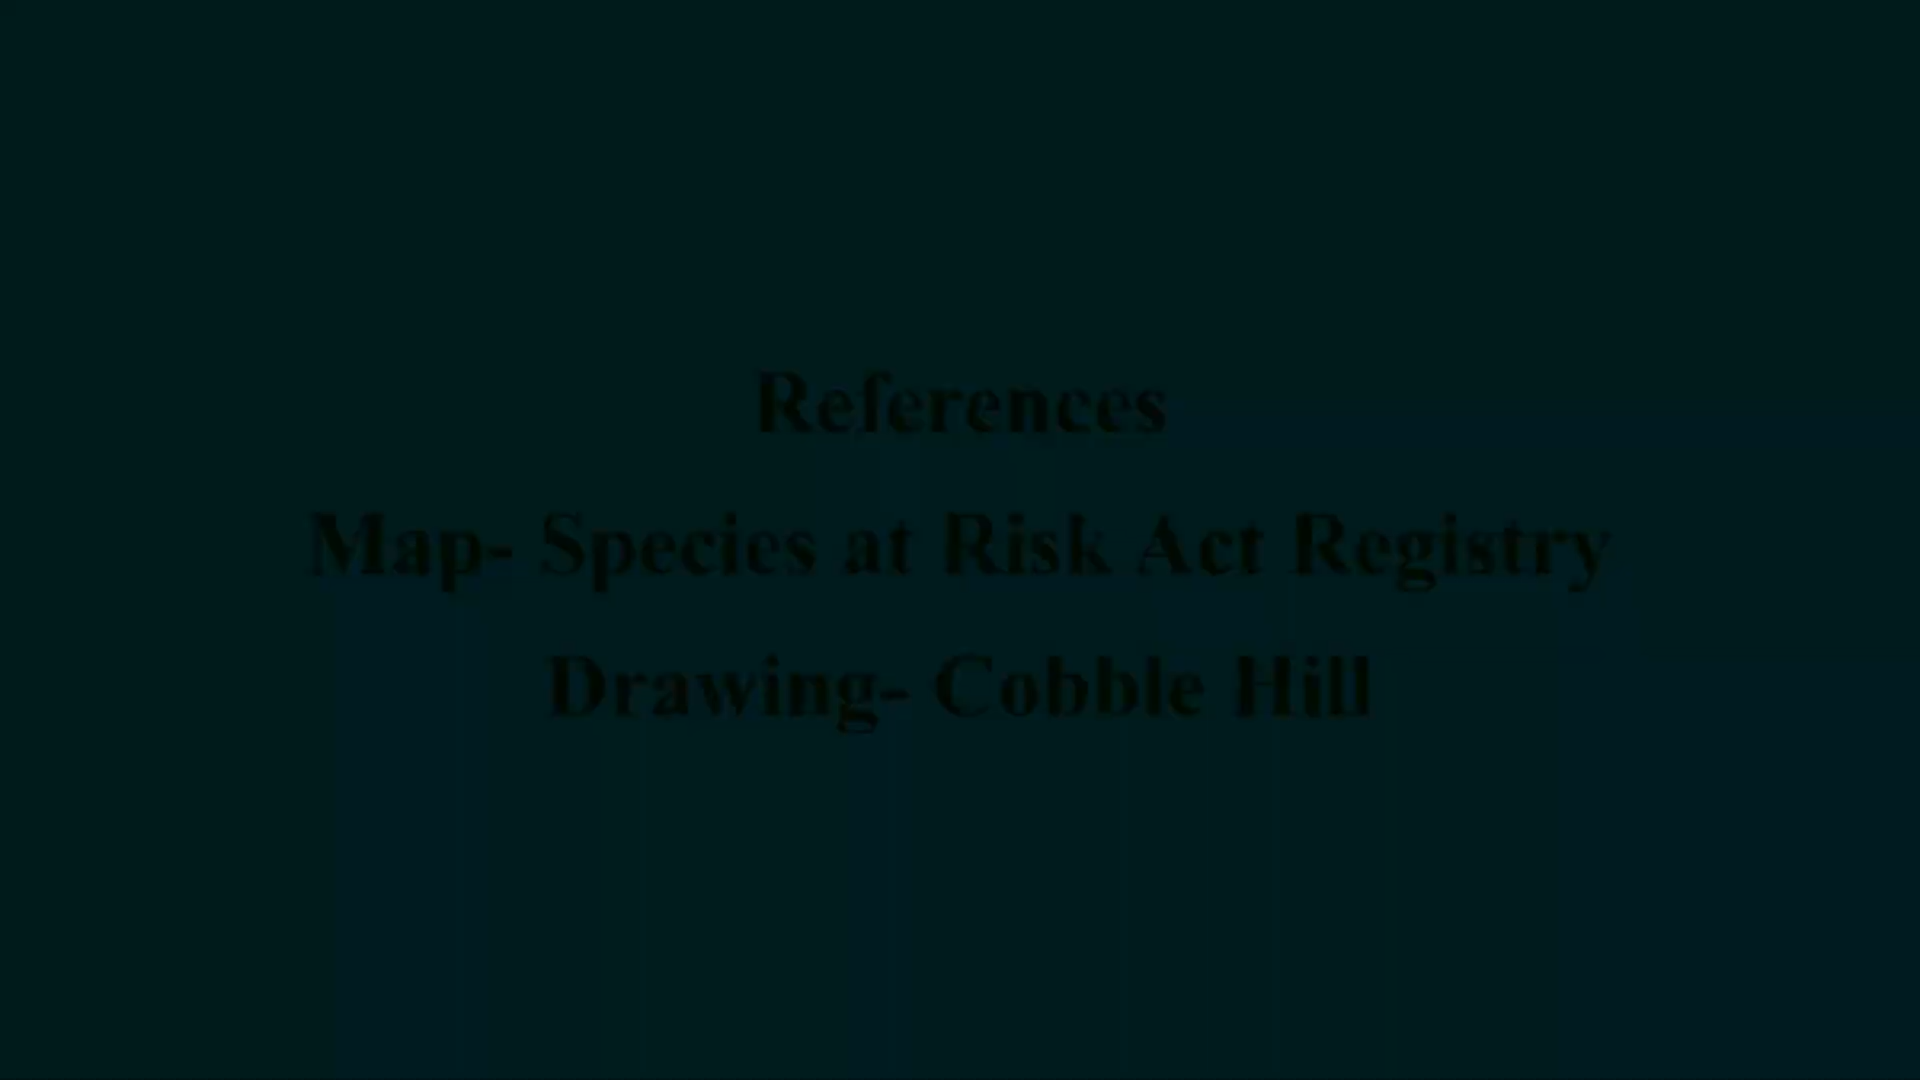 References
Map- Species at Risk Act Registry
Drawing- Cobble Hill